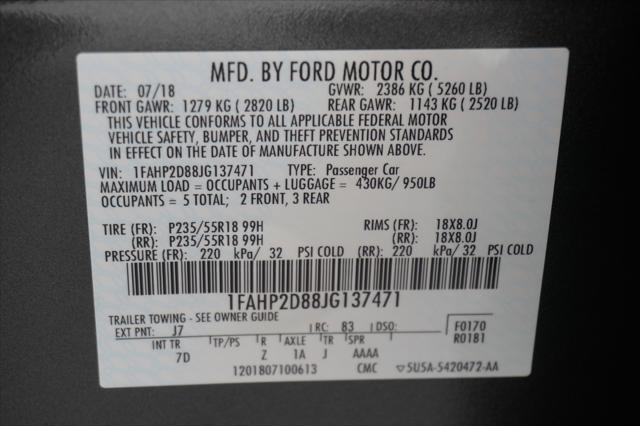 MFD. BY FORD MOTOR CO.
DATE: 07/18 GVWR: 2386 KG ( 5260 LB)
FRONT GAWR: 1279 KG ( 2820 LB) REAR GAWR: 1143 KG ( 2520 LB)
THIS VEHICLE CONFORMS TO ALL APPLICABLE FEDERAL MOTOR
VEHICLE SAFETY, BUMPER, AND THEFT PREVENTION STANDARDS
IN EFFECT ON THE DATE OF MANUFACTURE SHOWN ABOVE.
VIN: 1FAHP2D88JG137471 TYPE: Passenger Car
MAXIMUM LOAD = OCCUPANTS + LUGGAGE = 430KG/ 950LB
OCCUPANTS = 5 TOTAL; 2 FRONT, 3 REAR
TIRE (FR): P235/55R18 99H RIMS (FR): 18X8.0J
(RR): P235/55R18 99H (RR): 18X8.0J
PRESSURE (FR): 220 kPa/ 32 PSI COLD (RR): 220 kPa/ 32 PSI COLD
1FAHP2D88JG137471
TRAILER TOWING - SEE OWNER GUIDE
EXT PNT: J7 RC: 83 DSO: F0170
INT TR TP/PS R AXLE TR SPR R0181
7D Z 1A J AAAA
1201807100613 CMC ▽5U5A-5420472-AA